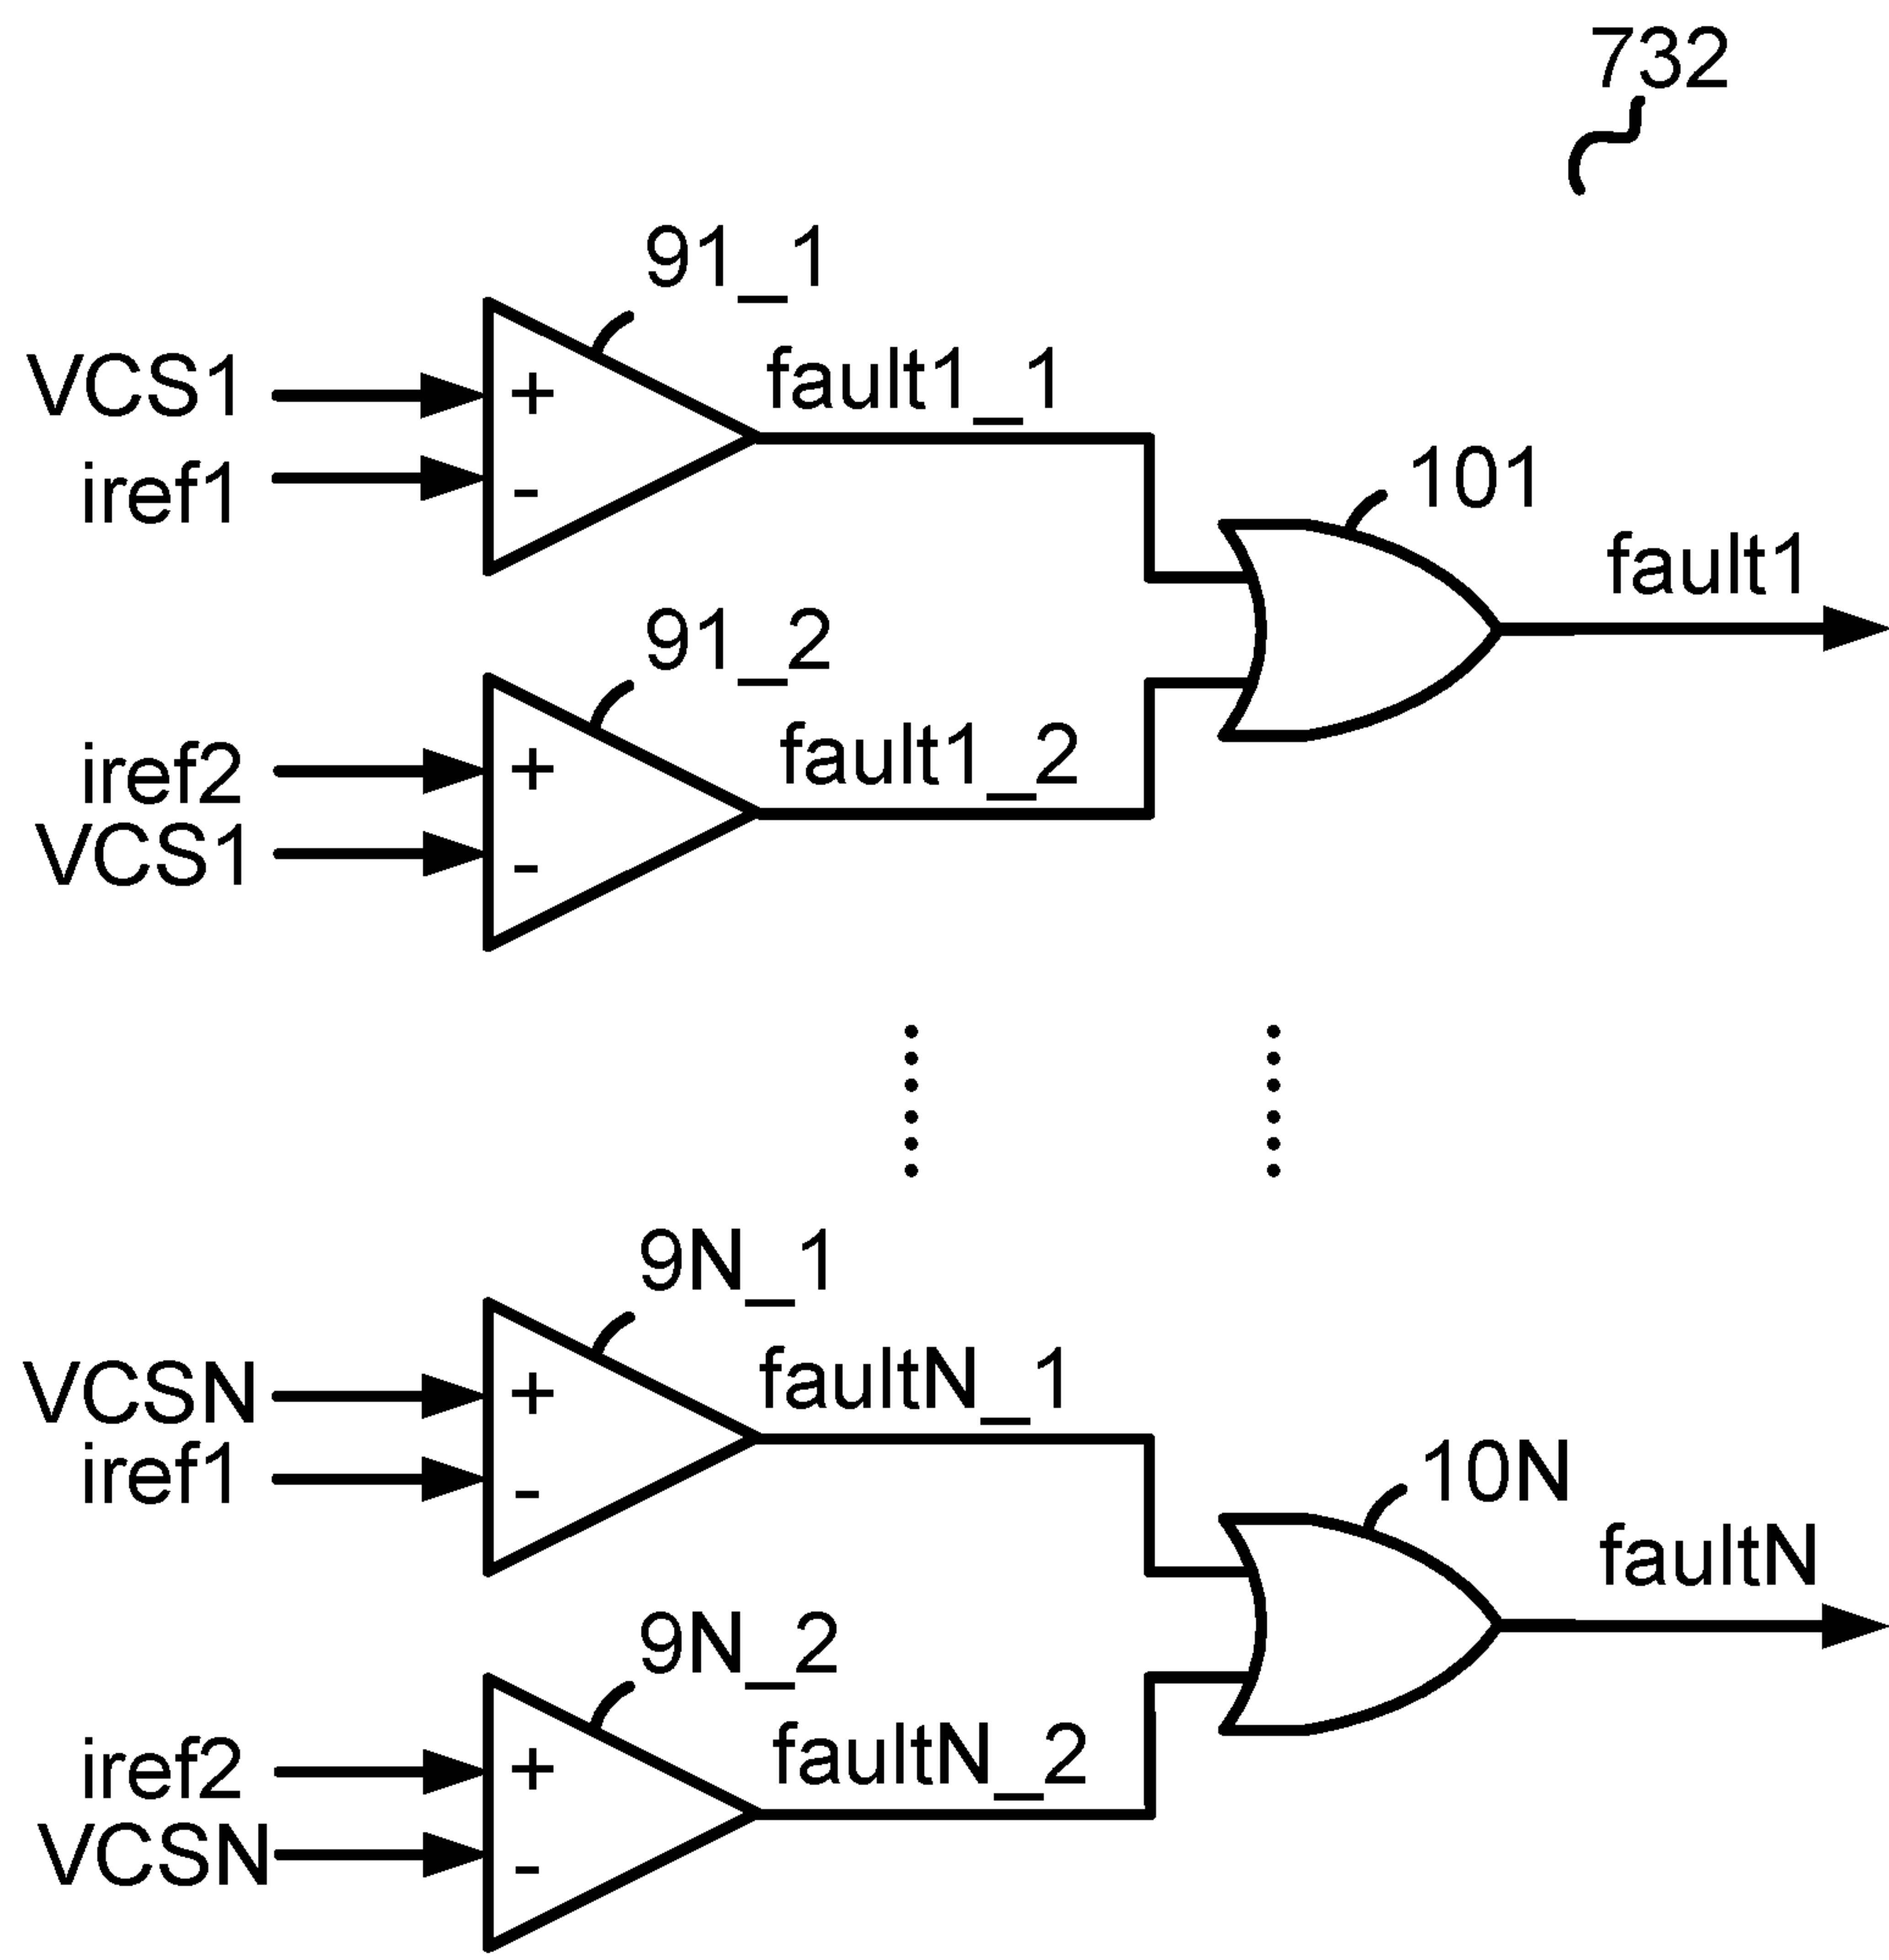 732
91_1
VCS1
+
fault1_1
iref1
-
101
fault1
91_2
iref2
+
fault1_2
VCS1
-
9N_1
VCSN
+
faultN_1
iref1
-
10N
faultN
9N_2
iref2
+
faultN_2
VCSN
-